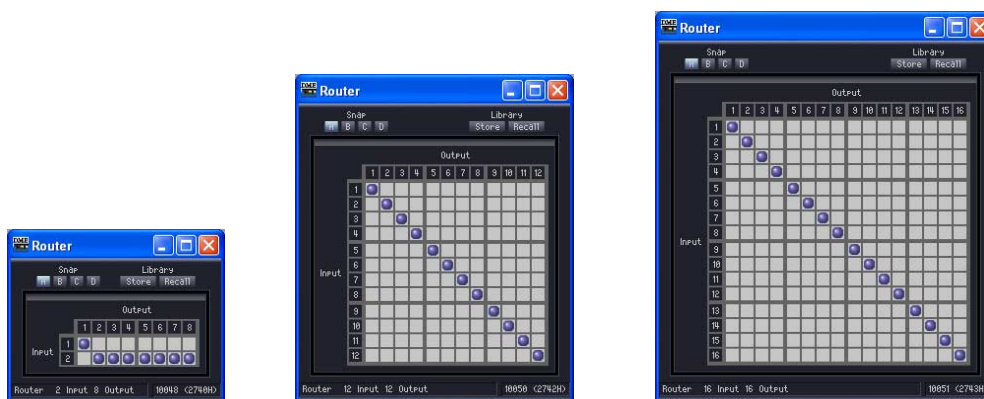 DME Router
Snap Library
A B C D Store Recall
Output
1 2 3 4 5 6 7 8
1
Input
2
Router 2 Input 8 Output 10048 (2740H)
DME Router
Snap Library
A B C D Store Recall
Output
1 2 3 4 5 6 7 8 9 10 11 12
1
2
3
4
5
6
Input
7
8
9
10
11
12
Router 12 Input 12 Output 10050 (2742H)
DME Router
Snap Library
A B C D Store Recall
Output
1 2 3 4 5 6 7 8 9 10 11 12 13 14 15 16
1
2
3
4
5
6
7
8
Input
9
10
11
12
13
14
15
16
Router 16 Input 16 Output 10051 (2743H